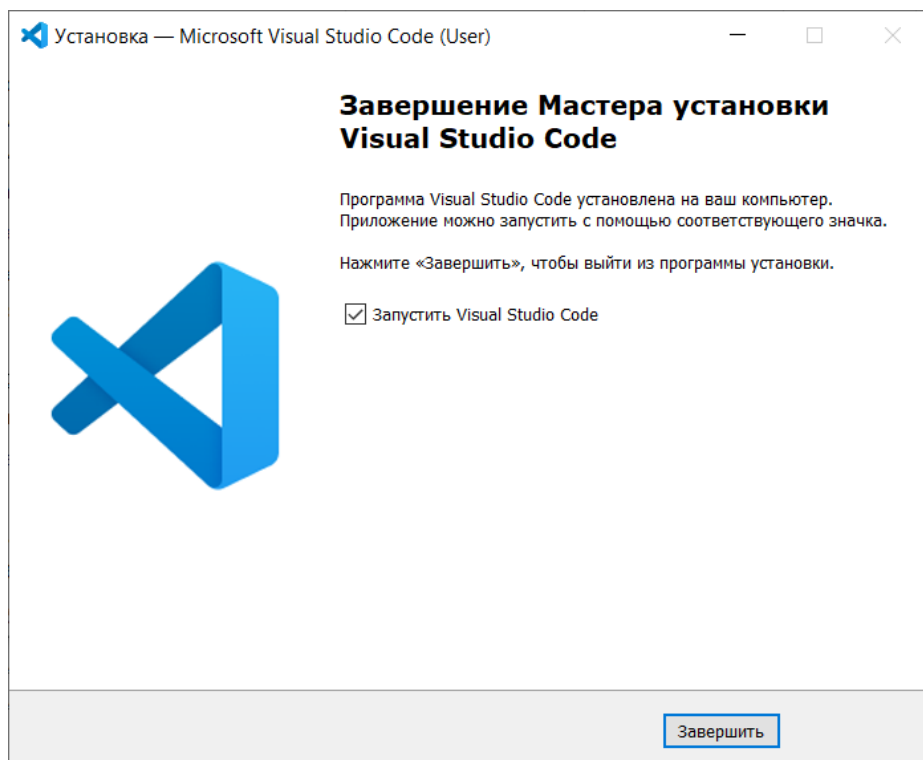 Установка — Microsoft Visual Studio Code (User)
Завершение Мастера установки
Visual Studio Code
Программа Visual Studio Code установлена на ваш компьютер.
Приложение можно запустить с помощью соответствующего значка.
Нажмите «Завершить», чтобы выйти из программы установки.
Запустить Visual Studio Code
Завершить